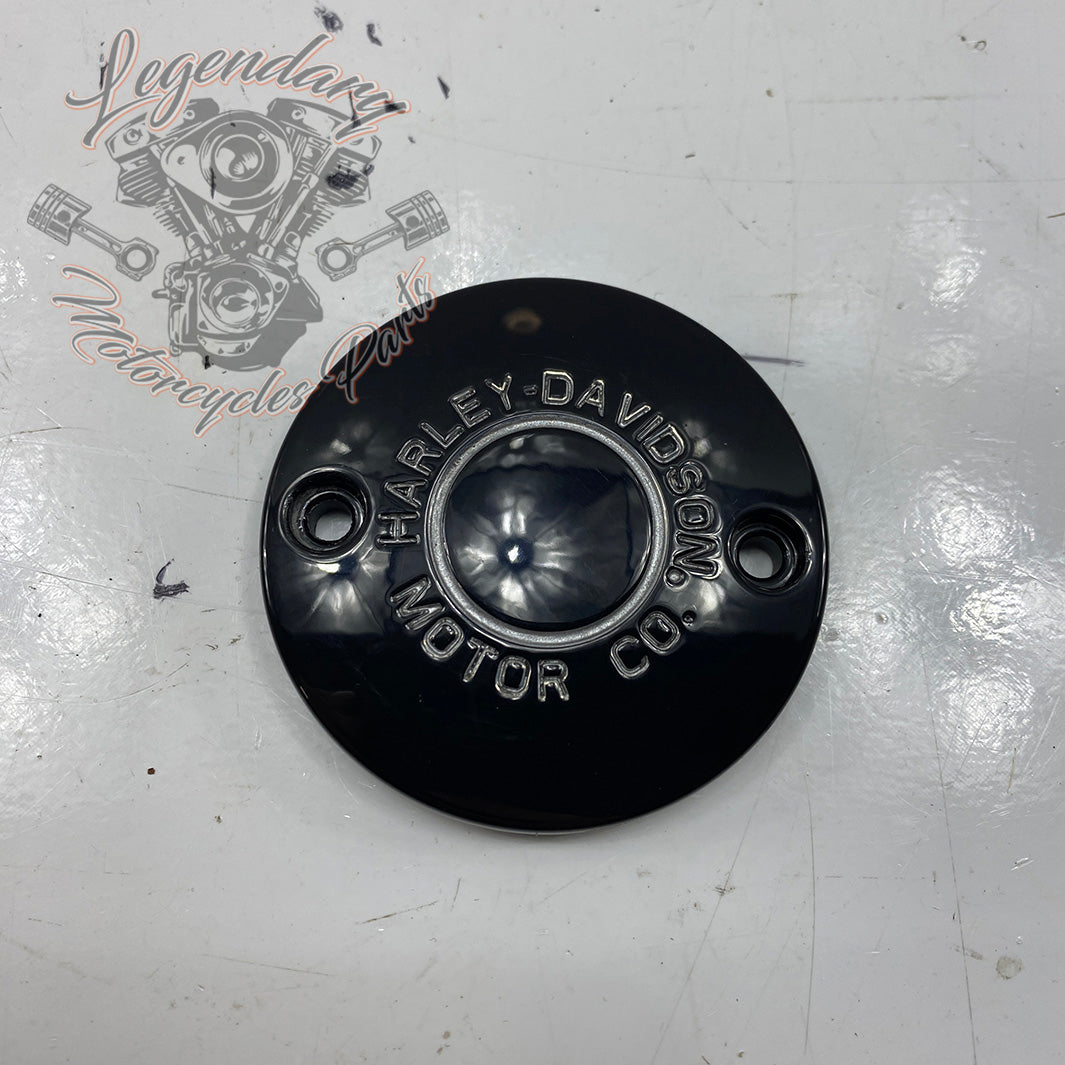 Legendary
Motorcycles Parts
HARLEY-DAVIDSON
MOTOR CO.